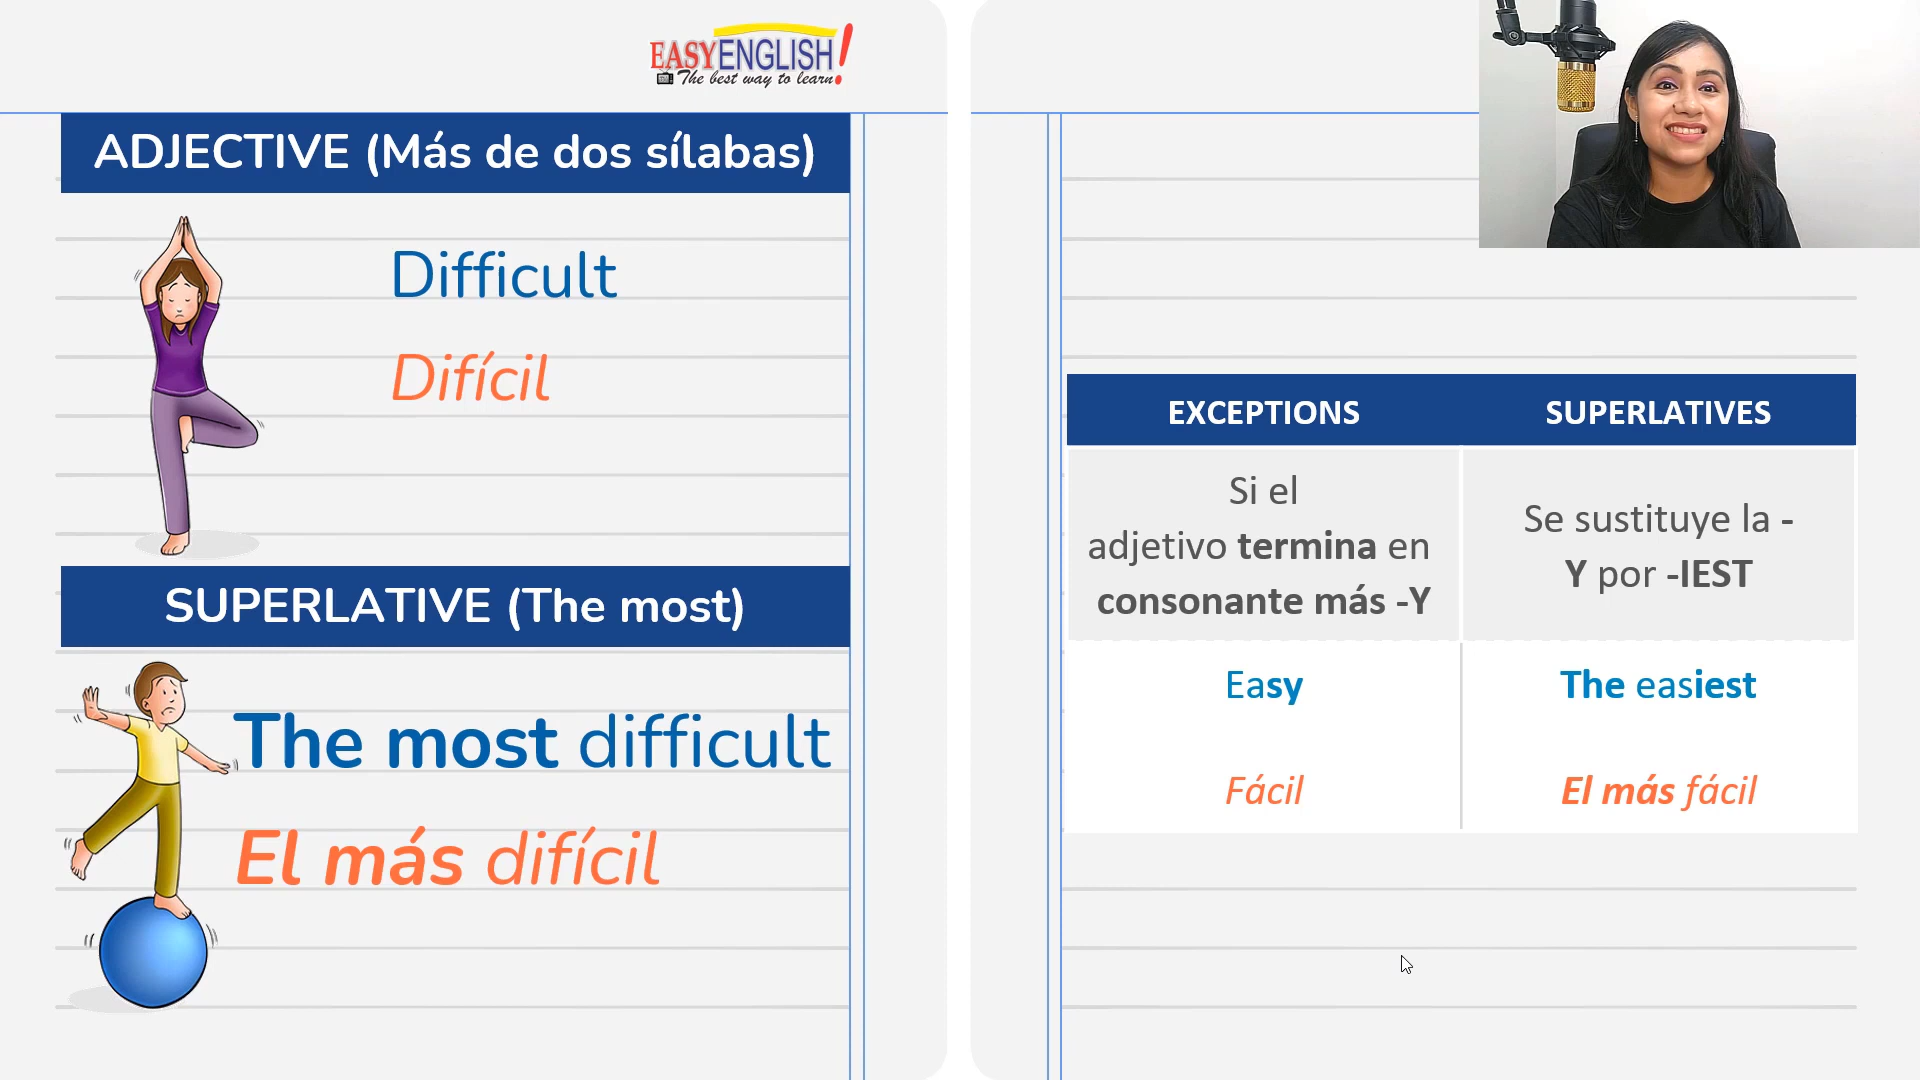 EASYENGLISH!
The best way to learn!
ADJECTIVE (Más de dos sílabas)
Difficult
Difícil
SUPERLATIVE (The most)
The most difficult
El más difícil
EXCEPTIONS SUPERLATIVES
Si el
adjetivo termina en
consonante más -Y
Se sustituye la -
Y por -IEST
Easy The easiest
Fácil El más fácil